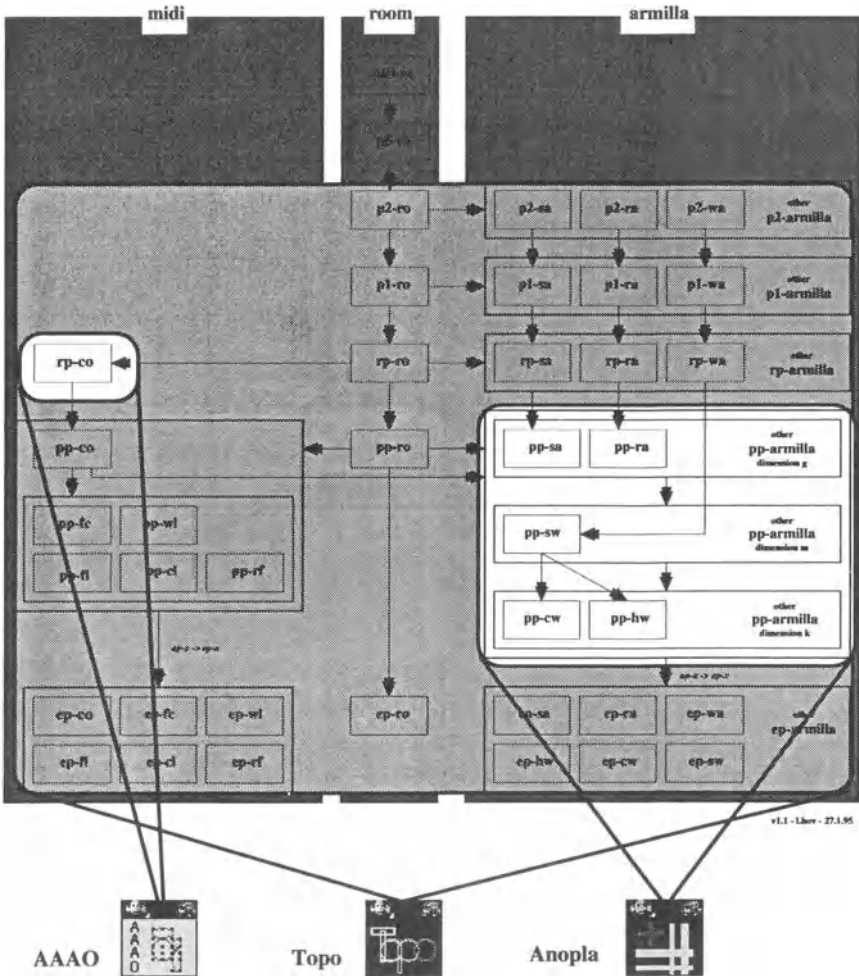 midi room armilla
p2-ro p2-sa p2-ra p2-wa other
p2-armilla
p1-ro p1-sa p1-ra p1-wa other
p1-armilla
rp-co rp-ro rp-sa rp-ra rp-wa other
rp-armilla
pp-co pp-ro pp-sa pp-ra other
pp-armilla
dimension g
pp-fc pp-wl pp-sw other
pp-armilla
dimension m
pp-fl pp-cl pp-rf pp-cw pp-hw other
pp-armilla
dimension k
ep-co ep-fc ep-wl ep-ro ep-sa ep-ra ep-wa other
ep-armilla
ep-fl ep-cl ep-rf ep-hw ep-cw ep-sw
v1.1 - l.hov - 27.1.95
AAAO Topo Anopla
A
A
A
O
Topo